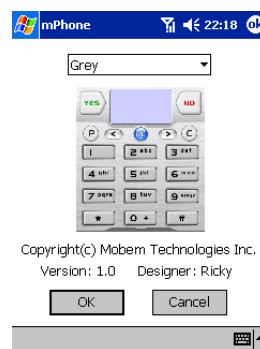 mPhone 22:18 ok
Grey
YES NO
P < > C
1 2 abc 3 def
4 ghi 5 jkl 6 mno
7 pqrs 8 tuv 9 wxyz
* 0 + #
Copyright(c) Mobem Technologies Inc.
Version: 1.0 Designer: Ricky
OK Cancel